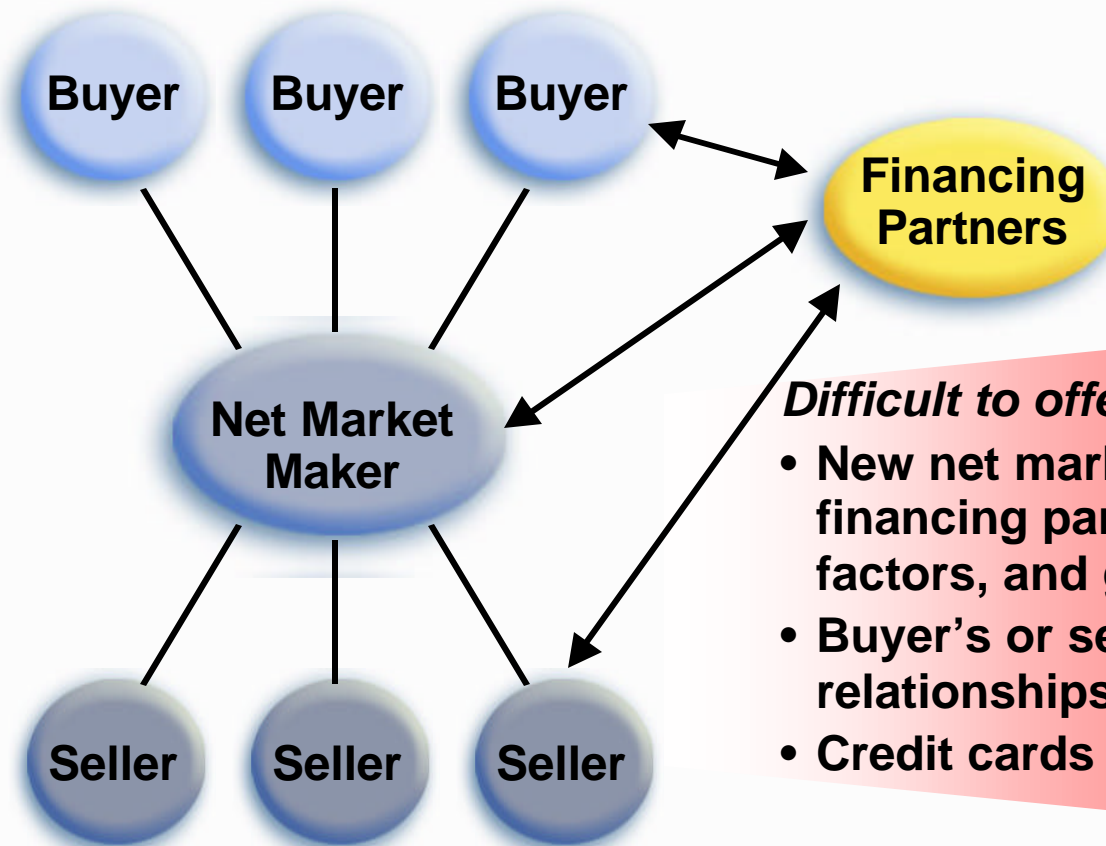 Buyer Buyer Buyer
Financing
Partners
Net Market
Maker
Difficult to offe
• New net mar
financing par
factors, and
• Buyer's or se
relationships
• Credit cards
Seller Seller Seller